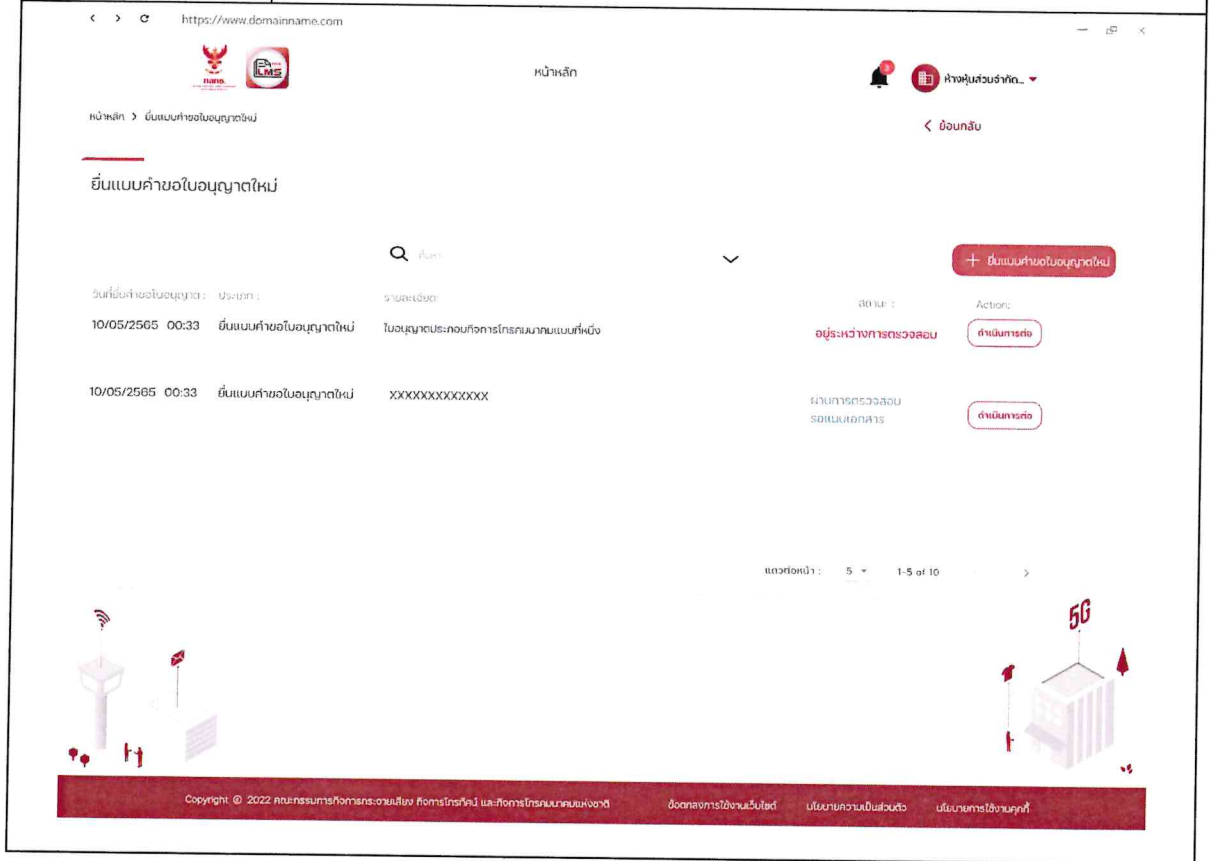 https://www.domainname.com
กสทช.
LMS
หน้าหลัก
3
ห้างหุ้นส่วนจำกัด...
หน้าหลัก > ยื่นแบบคำขอใบอนุญาตใหม่
ย้อนกลับ
ยื่นแบบคำขอใบอนุญาตใหม่
ค้นหา
+ ยื่นแบบคำขอใบอนุญาตใหม่
วันที่ยื่นคำขอใบอนุญาต : ประเภท : รายละเอียด: สถานะ : Action:
10/05/2565 00:33 ยื่นแบบคำขอใบอนุญาตใหม่ ใบอนุญาตประกอบกิจการโทรคมนาคมแบบที่หนึ่ง อยู่ระหว่างการตรวจสอบ ดำเนินการต่อ
10/05/2565 00:33 ยื่นแบบคำขอใบอนุญาตใหม่ XXXXXXXXXXXXX ผ่านการตรวจสอบ
รอแนบเอกสาร ดำเนินการต่อ
แถวต่อหน้า : 5 1-5 of 10 >
5G
Copyright © 2022 คณะกรรมการกิจการกระจายเสียง กิจการโทรทัศน์ และกิจการโทรคมนาคมแห่งชาติ ข้อตกลงการใช้งานเว็บไซต์ นโยบายความเป็นส่วนตัว นโยบายการใช้งานคุกกี้